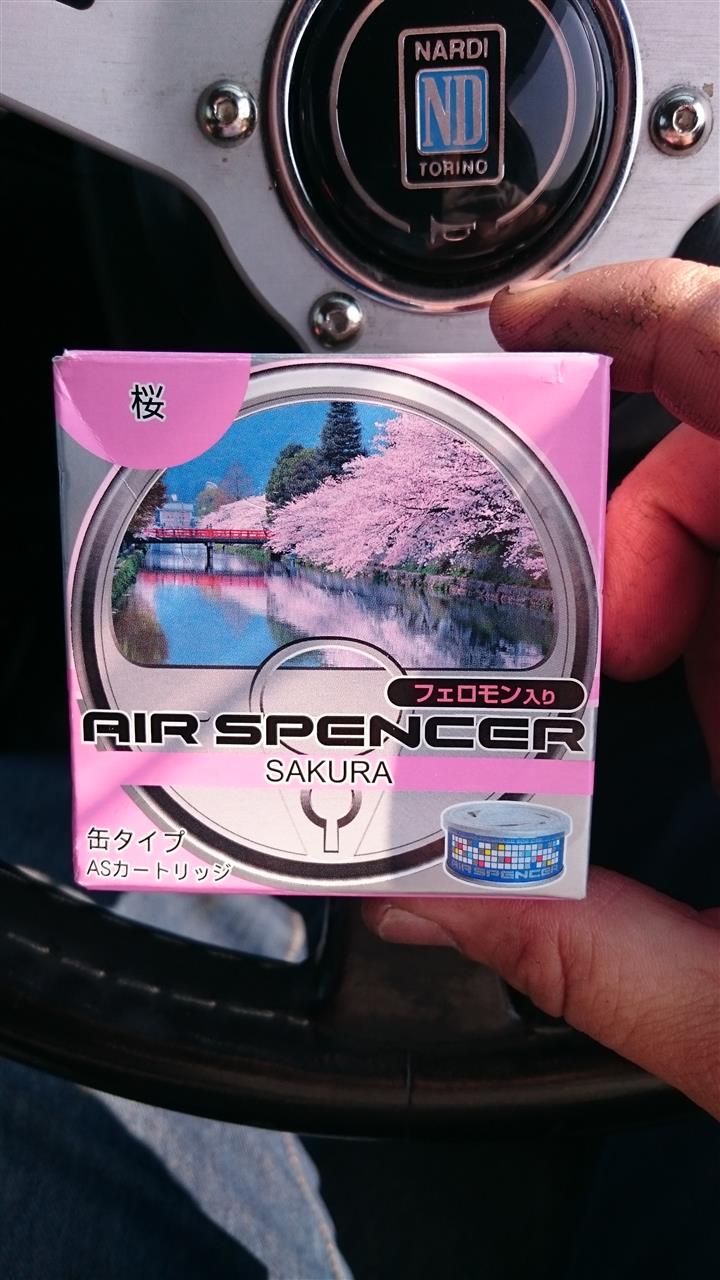 NARDI
ND
TORINO
桜
フェロモン入り
AIR SPENCER
SAKURA
缶タイプ
ASカートリッジ
AIR SPENCER